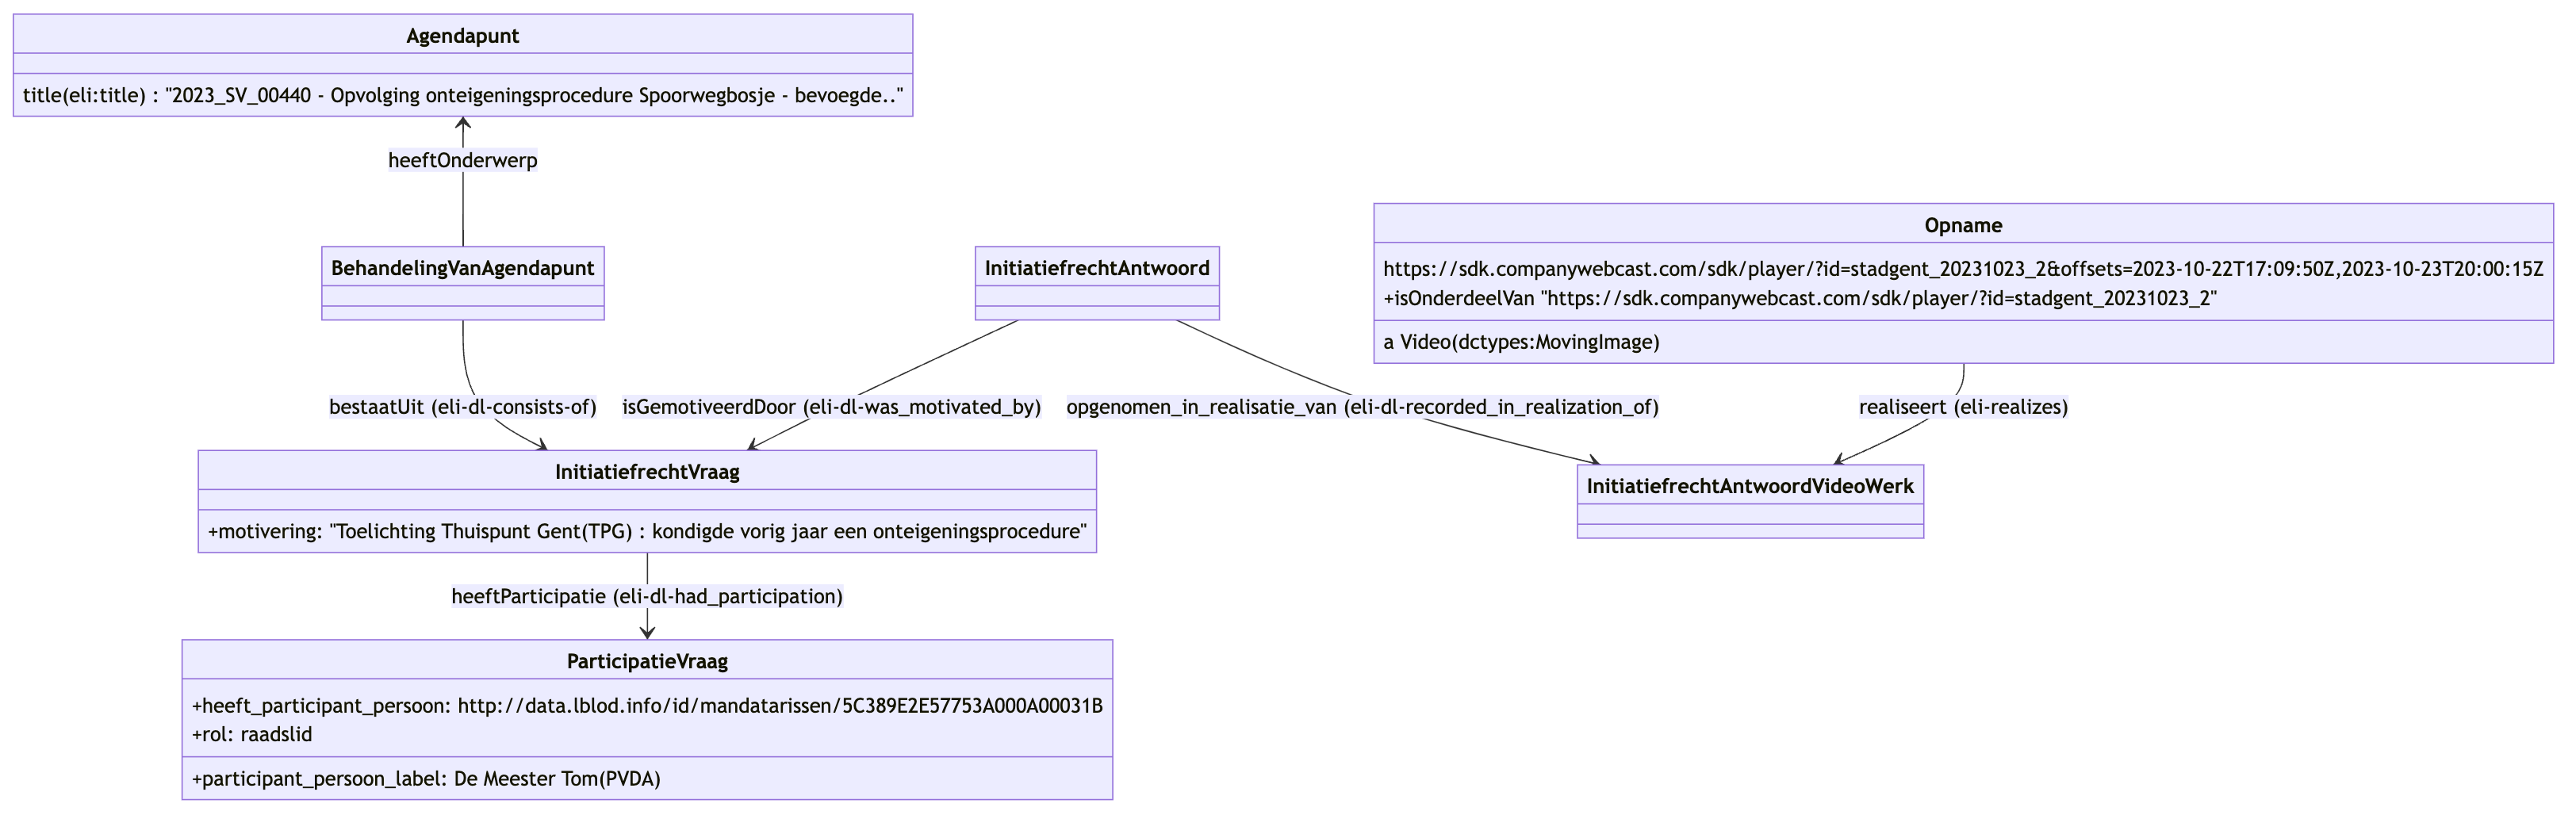 Agendapunt
title(eli:title) : "2023_SV_00440 - Opvolging onteigeningsprocedure Spoorwegbosje - bevoegde.."
heeftOnderwerp
BehandelingVanAgendapunt
InitiatiefrechtAntwoord
Opname
https://sdk.companywebcast.com/sdk/player/?id=stadgent_20231023_2&offsets=2023-10-22T17:09:50Z,2023-10-23T20:00:15Z
+isOnderdeelVan "https://sdk.companywebcast.com/sdk/player/?id=stadgent_20231023_2"
a Video(dctypes:MovingImage)
bestaatUit (eli-dl-consists-of)
isGemotiveerdDoor (eli-dl-was_motivated_by)
opgenomen_in_realisatie_van (eli-dl-recorded_in_realization_of)
realiseert (eli-realizes)
InitiatiefrechtVraag
+motivering: "Toelichting Thuispunt Gent(TPG) : kondigde vorig jaar een onteigeningsprocedure"
InitiatiefrechtAntwoordVideoWerk
heeftParticipatie (eli-dl-had_participation)
ParticipatieVraag
+heeft_participant_persoon: http://data.lblod.info/id/mandatarissen/5C389E2E57753A000A00031B
+rol: raadslid
+participant_persoon_label: De Meester Tom(PVDA)